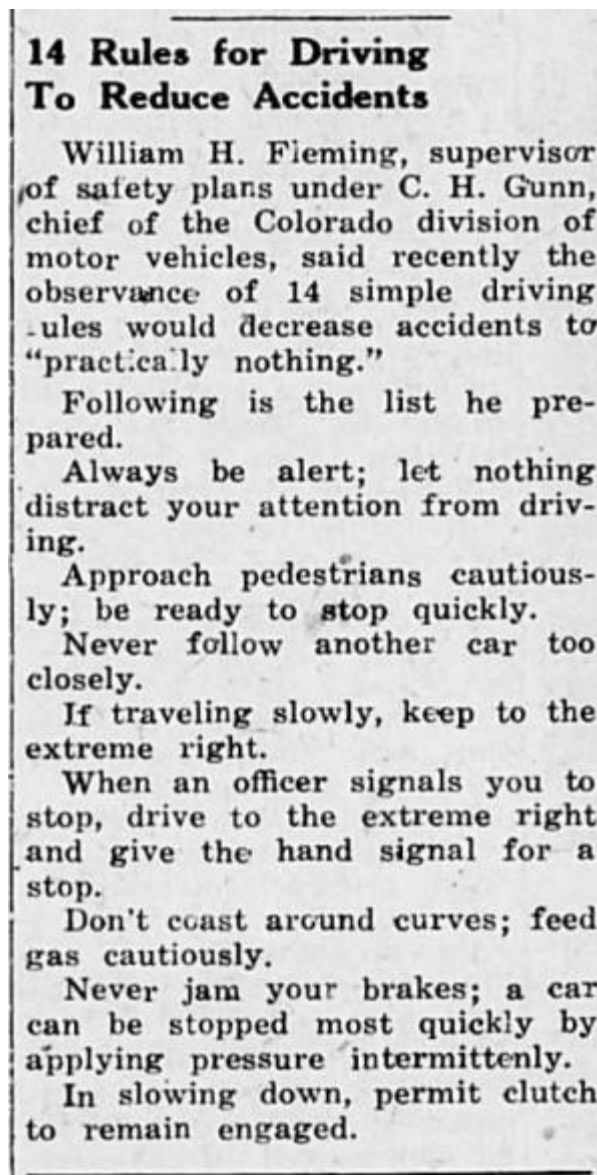 14 Rules for Driving
To Reduce Accidents
William H. Fleming, supervisor
of safety plans under C. H. Gunn,
chief of the Colorado division of
motor vehicles, said recently the
observance of 14 simple driving
rules would decrease accidents to
"practically nothing."
Following is the list he pre-
pared.
Always be alert; let nothing
distract your attention from driv-
ing.
Approach pedestrians cautious-
ly; be ready to stop quickly.
Never follow another car too
closely.
If traveling slowly, keep to the
extreme right.
When an officer signals you to
stop, drive to the extreme right
and give the hand signal for a
stop.
Don't coast around curves; feed
gas cautiously.
Never jam your brakes; a car
can be stopped most quickly by
applying pressure intermittenly.
In slowing down, permit clutch
to remain engaged.